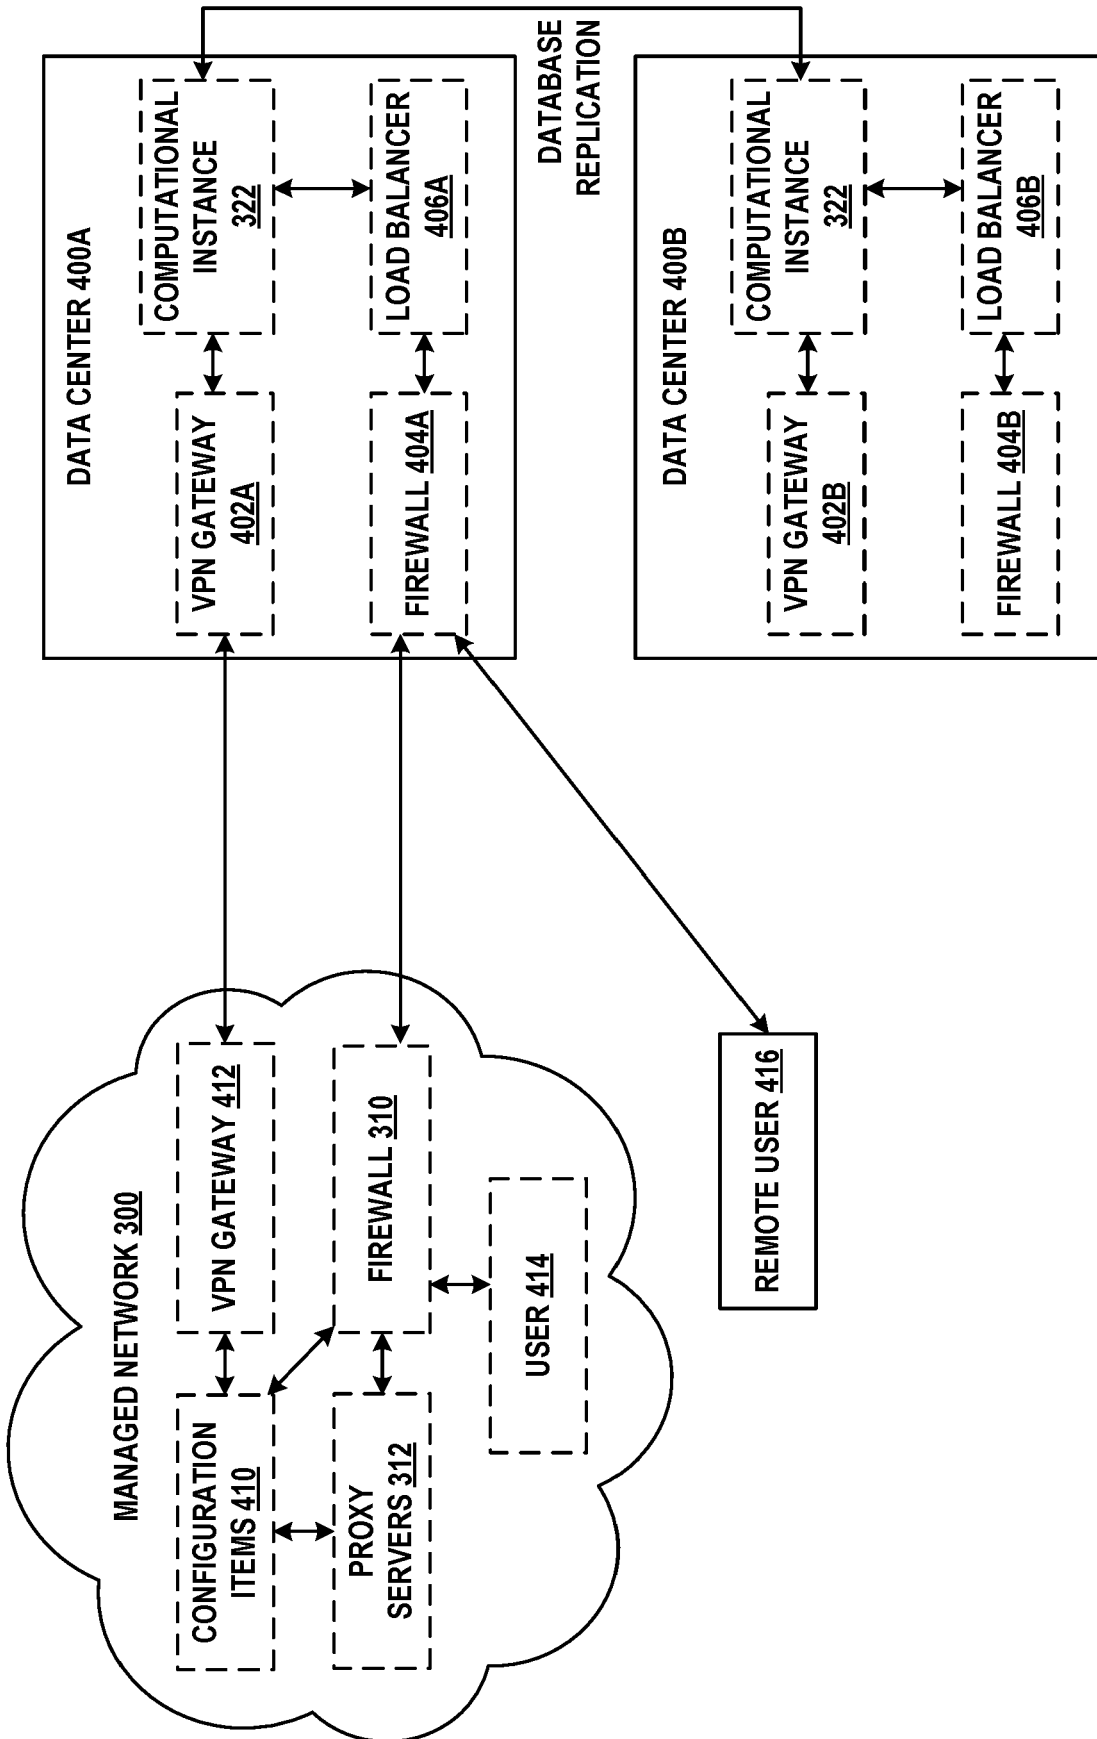 MANAGED NETWORK 300
CONFIGURATION
ITEMS 410
VPN GATEWAY 412
PROXY
SERVERS 312
FIREWALL 310
USER 414
REMOTE USER 416
DATA CENTER 400A
VPN GATEWAY
402A
COMPUTATIONAL
INSTANCE
322
FIREWALL 404A
LOAD BALANCER
406A
DATABASE
REPLICATION
DATA CENTER 400B
VPN GATEWAY
402B
COMPUTATIONAL
INSTANCE
322
FIREWALL 404B
LOAD BALANCER
406B